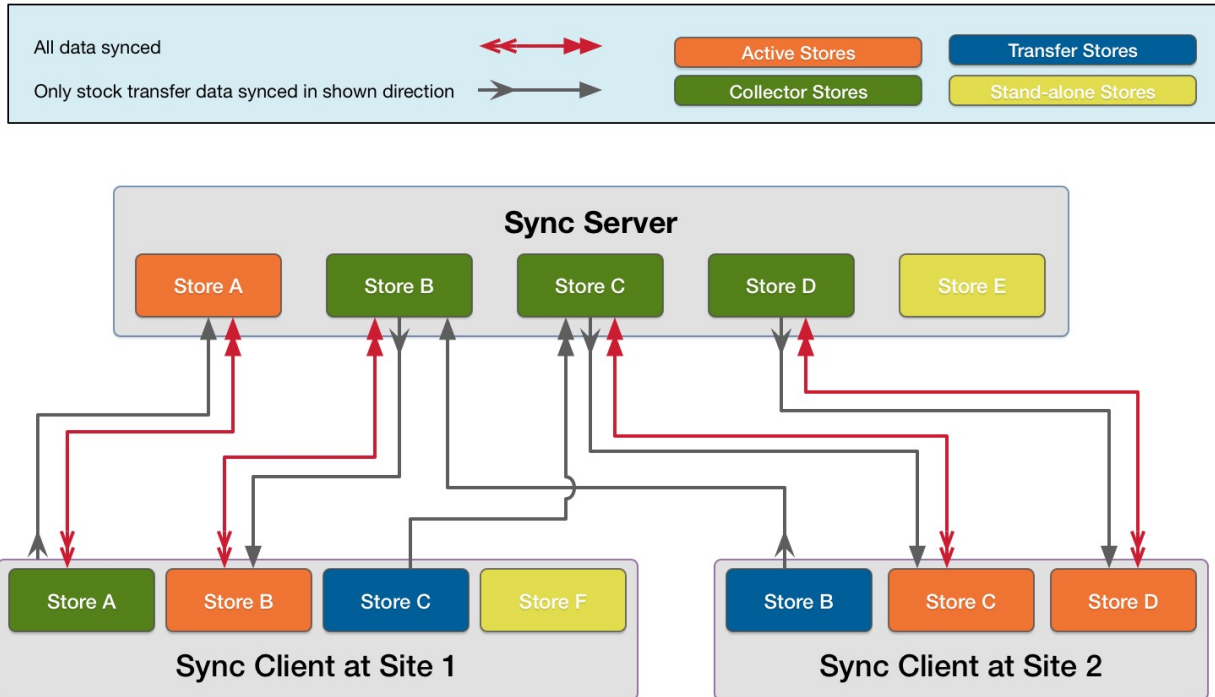 All data synced
Only stock transfer data synced in shown direction
Active Stores
Transfer Stores
Collector Stores
Stand-alone Stores
Sync Server
Store A
Store B
Store C
Store D
Store E
Store A
Store B
Store C
Store F
Sync Client at Site 1
Store B
Store C
Store D
Sync Client at Site 2